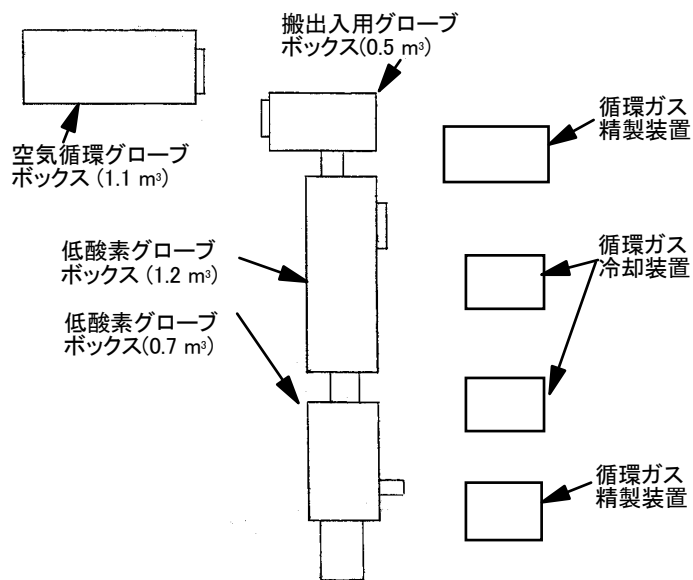 搬出入用グローブ
ボックス(0.5 m³)
空気循環グローブ
ボックス (1.1 m³)
循環ガス
精製装置
低酸素グローブ
ボックス (1.2 m³)
循環ガス
冷却装置
低酸素グローブ
ボックス(0.7 m³)
循環ガス
精製装置